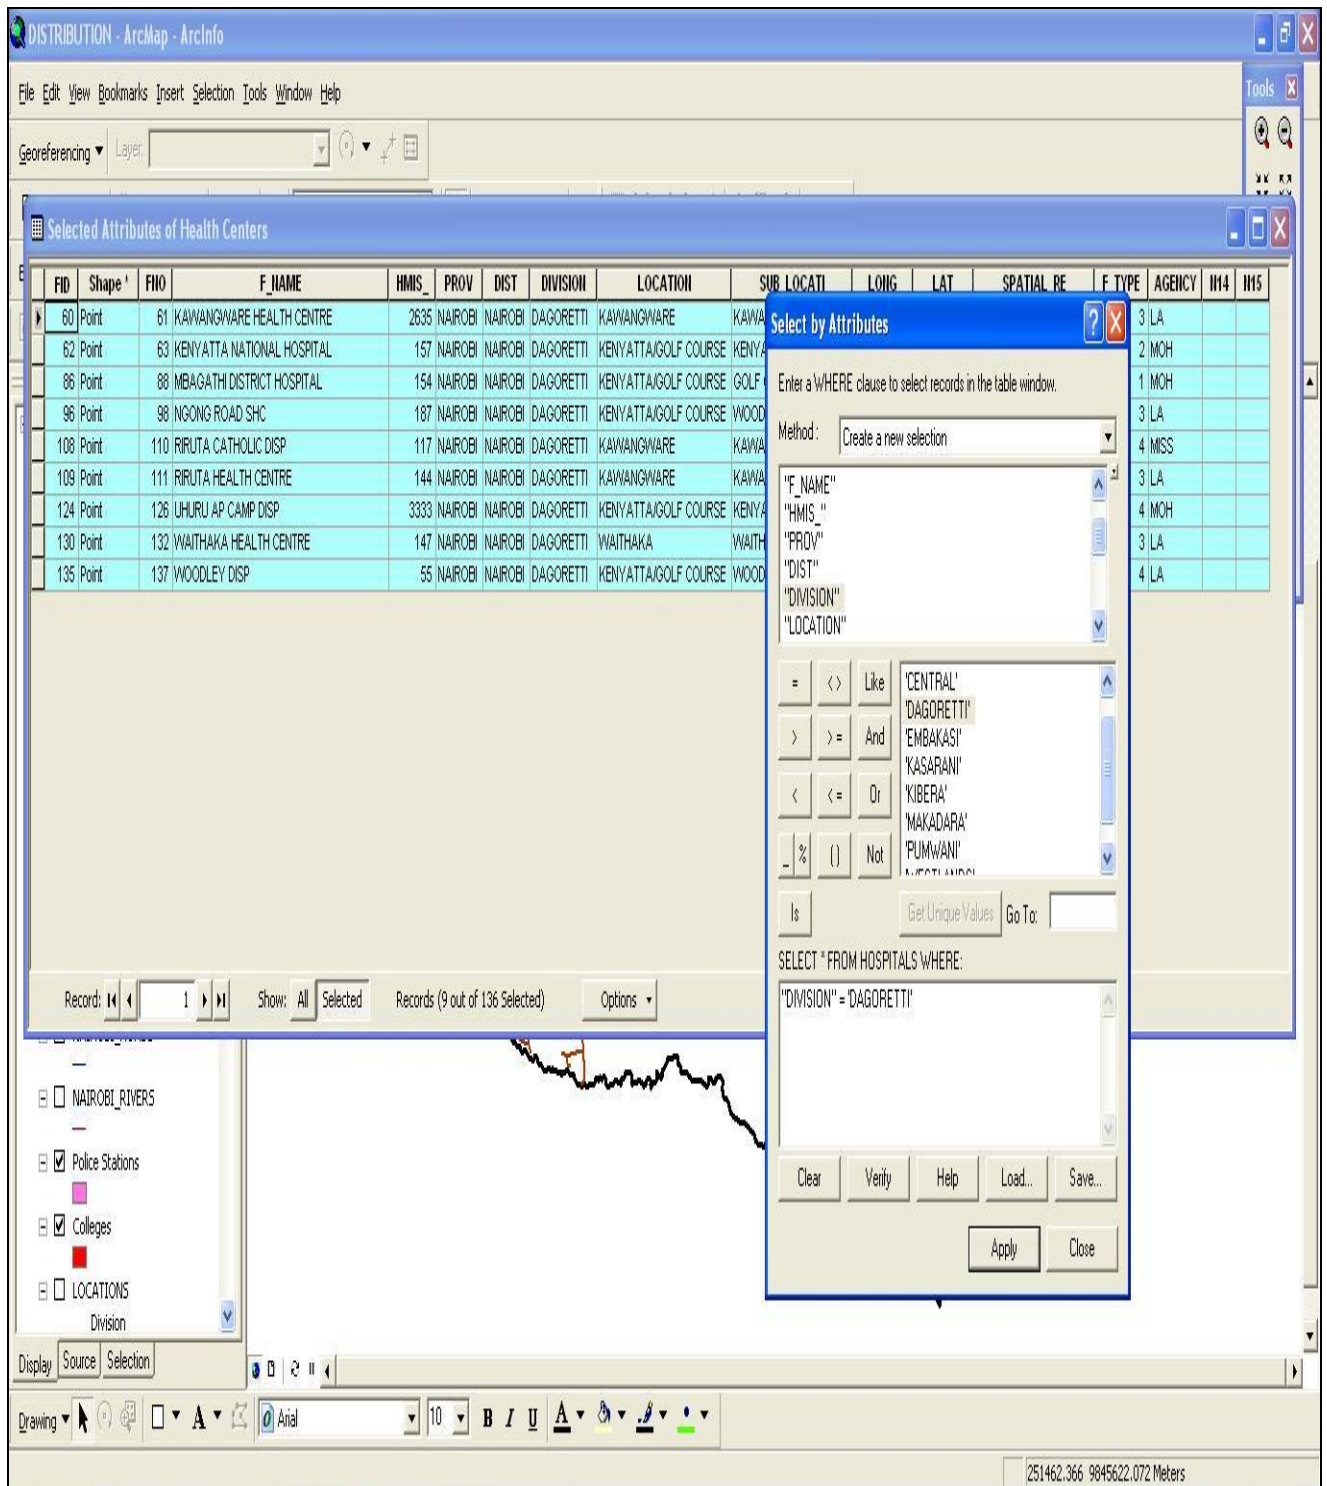 DISTRIBUTION - ArcMap - ArcInfo
File Edit View Bookmarks Insert Selection Tools Window Help
Tools
Georeferencing Layer:
Selected Attributes of Health Centers
FID Shape * FNO F_NAME HMIS_ PROV DIST DIVISION LOCATION SUB_LOCATI LONG LAT SPATIAL_RE F_TYPE AGENCY N14 N15
60 Point 61 KAWANGWARE HEALTH CENTRE 2635 NAIROBI NAIROBI DAGORETTI KAWANGWARE KAWA 3 LA
62 Point 63 KENYATTA NATIONAL HOSPITAL 157 NAIROBI NAIROBI DAGORETTI KENYATTA/GOLF COURSE KENYA 2 MOH
86 Point 88 MBAGATHI DISTRICT HOSPITAL 154 NAIROBI NAIROBI DAGORETTI KENYATTA/GOLF COURSE GOLF 1 MOH
96 Point 98 NGONG ROAD SHC 187 NAIROBI NAIROBI DAGORETTI KENYATTA/GOLF COURSE WOOD 3 LA
108 Point 110 RIRUTA CATHOLIC DISP 117 NAIROBI NAIROBI DAGORETTI KAWANGWARE KAWA 4 MISS
109 Point 111 RIRUTA HEALTH CENTRE 144 NAIROBI NAIROBI DAGORETTI KAWANGWARE KAWA 3 LA
124 Point 126 UHURU AP CAMP DISP 3333 NAIROBI NAIROBI DAGORETTI KENYATTA/GOLF COURSE KENYA 4 MOH
130 Point 132 WAITHAKA HEALTH CENTRE 147 NAIROBI NAIROBI DAGORETTI WAITHAKA WAITH 3 LA
135 Point 137 WOODLEY DISP 55 NAIROBI NAIROBI DAGORETTI KENYATTA/GOLF COURSE WOOD 4 LA
Select by Attributes
Enter a WHERE clause to select records in the table window.
Method : Create a new selection
"F_NAME"
"HMIS_"
"PROV"
"DIST"
"DIVISION"
"LOCATION"
= <> Like
> >= And
< <= Or
_ % () Not
Is
'CENTRAL'
'DAGORETTI'
'EMBAKASI'
'KASARANI'
'KIBERA'
'MAKADARA'
'PUMWANI'
Get Unique Values Go To:
SELECT * FROM HOSPITALS WHERE:
"DIVISION" = 'DAGORETTI'
Clear Verify Help Load... Save...
Apply Close
Record: 1 Show: All Selected Records (9 out of 136 Selected) Options
NAIROBI_RIVERS
Police Stations
Colleges
LOCATIONS
Division
Display Source Selection
Drawing A Arial 10 B I U A
251462.366 9845622.072 Meters